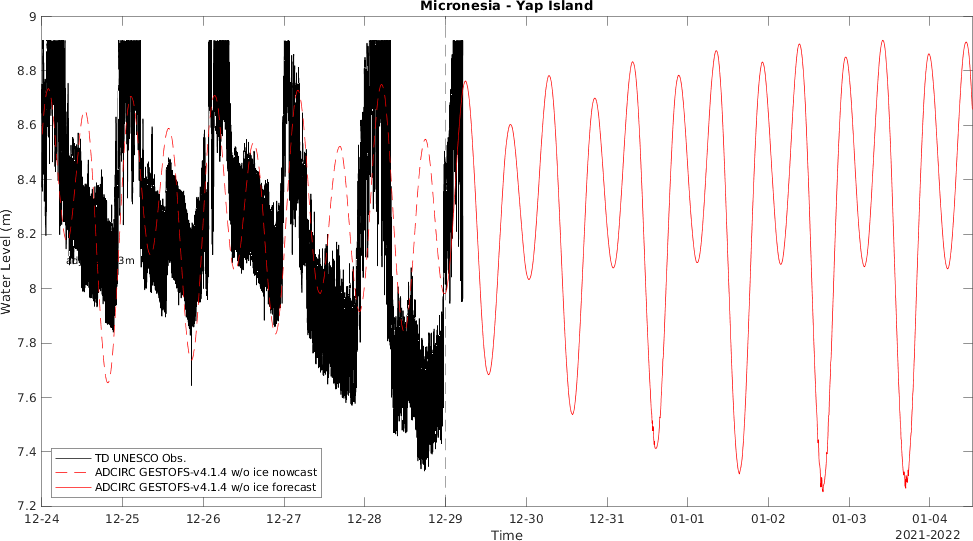 Micronesia - Yap Island
Water Level (m)
9
8.8
8.6
8.4
8.2
8
7.8
7.6
7.4
7.2
3m
TD UNESCO Obs.
ADCIRC GESTOFS-v4.1.4 w/o ice nowcast
ADCIRC GESTOFS-v4.1.4 w/o ice forecast
12-24 12-25 12-26 12-27 12-28 12-29 12-30 12-31 01-01 01-02 01-03 01-04
Time
2021-2022